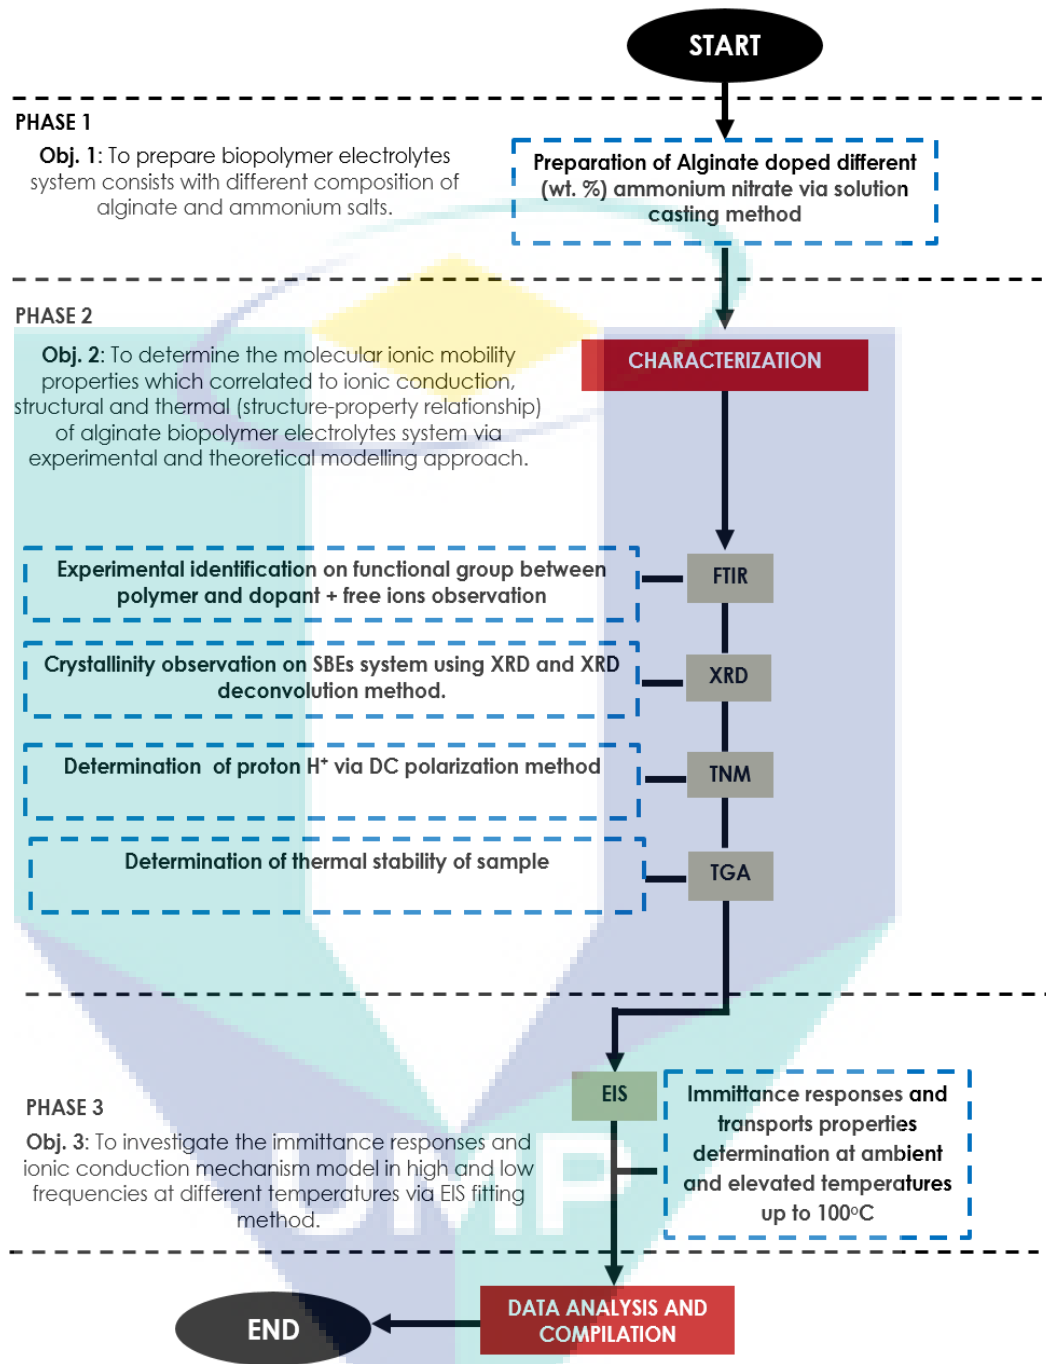 START
PHASE 1
Obj. 1: To prepare biopolymer electrolytes
system consists with different composition of
alginate and ammonium salts.
Preparation of Alginate doped different
(wt. %) ammonium nitrate via solution
casting method
PHASE 2
Obj. 2: To determine the molecular ionic mobility
properties which correlated to ionic conduction,
structural and thermal (structure-property relationship)
of alginate biopolymer electrolytes system via
experimental and theoretical modelling approach.
CHARACTERIZATION
Experimental identification on functional group between
polymer and dopant + free ions observation
FTIR
Crystallinity observation on SBEs system using XRD and XRD
deconvolution method.
XRD
Determination of proton H⁺ via DC polarization method
TNM
Determination of thermal stability of sample
TGA
PHASE 3
Obj. 3: To investigate the immittance responses and
ionic conduction mechanism model in high and low
frequencies at different temperatures via EIS fitting
method.
EIS
Immittance responses and
transports properties
determination at ambient
and elevated temperatures
up to 100°C
UMP
DATA ANALYSIS AND
COMPILATION
END